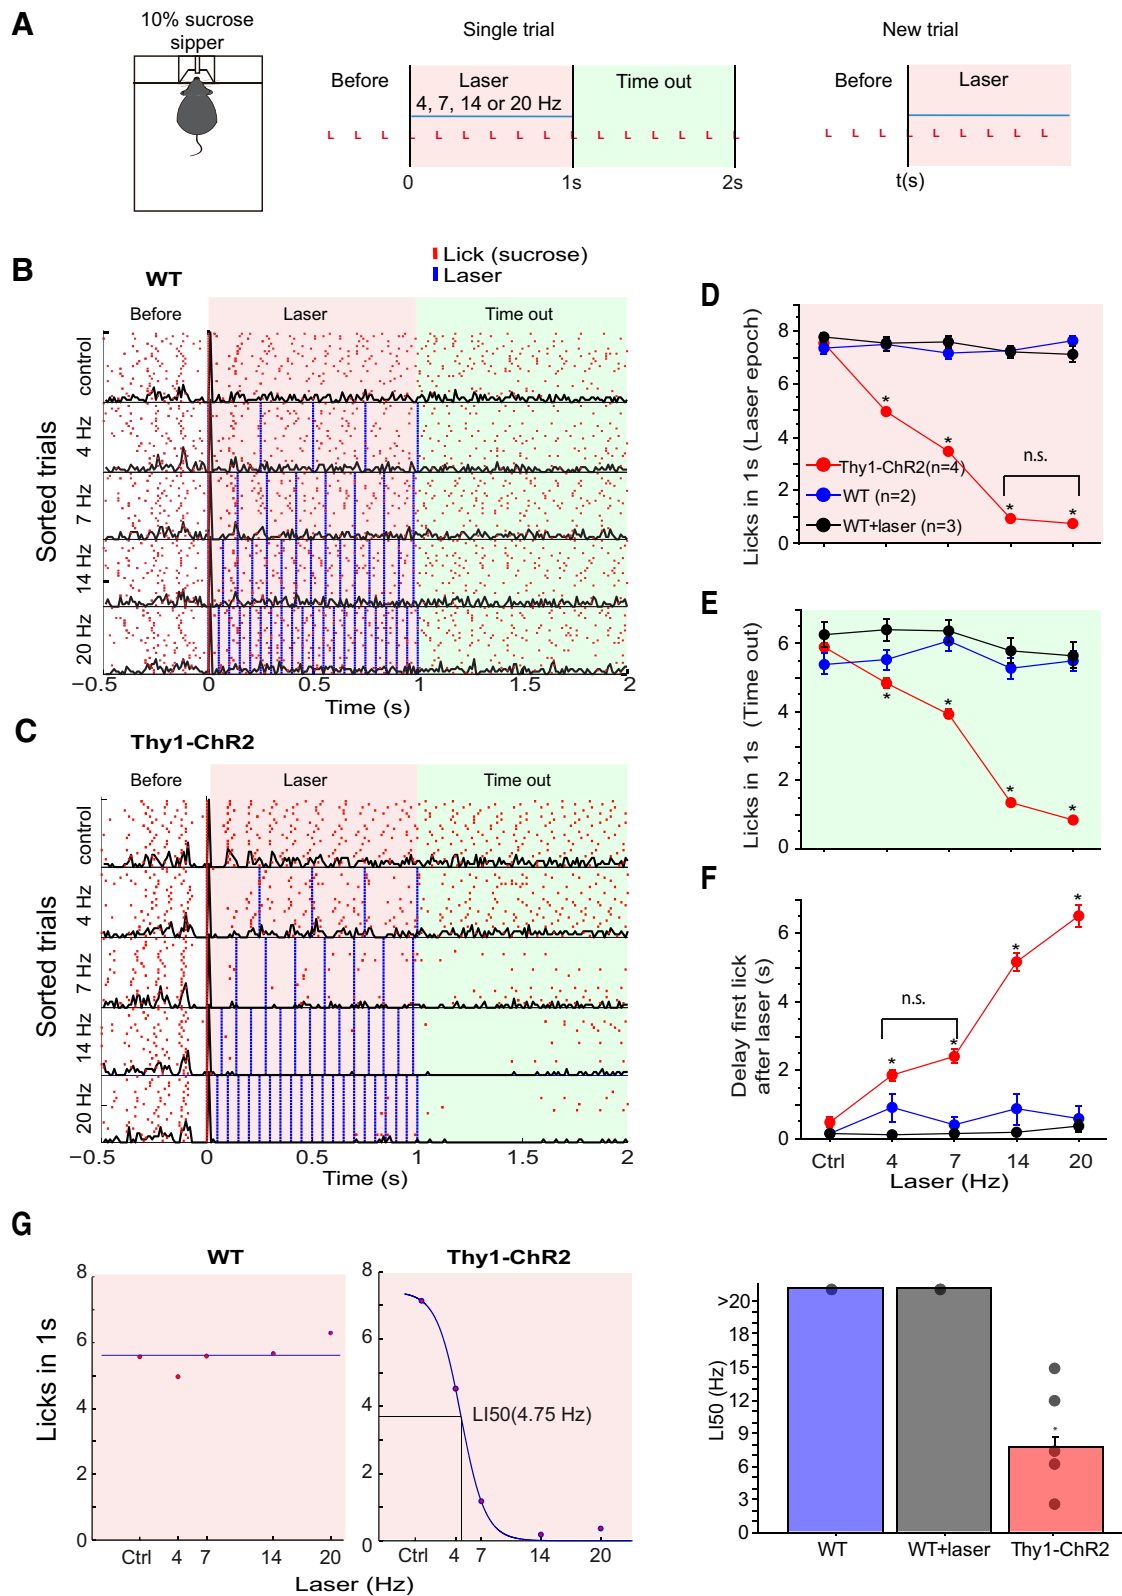 A
10% sucrose
sipper
Single trial
New trial
Before
Laser
Time out
Before
Laser
4, 7, 14 or 20 Hz
L L L L L L L L L L L L L L L L
L L L L L L L L L
0
1s
2s
t(s)
B
WT
Lick (sucrose)
Laser
Before
Laser
Time out
Sorted trials
control
4 Hz
7 Hz
14 Hz
20 Hz
−0.5 0 0.5 1 1.5 2
Time (s)
C
Thy1-ChR2
Before
Laser
Time out
Sorted trials
control
4 Hz
7 Hz
14 Hz
20 Hz
−0.5 0 0.5 1 1.5 2
Time (s)
D
Licks in 1s (Laser epoch)
8
6
4
2
0
* * * *
n.s.
Thy1-ChR2(n=4)
WT (n=2)
WT+laser (n=3)
E
Licks in 1s (Time out)
6
4
2
0
* * * *
F
Delay first lick
after laser (s)
6
4
2
0
* * * *
n.s.
Ctrl 4 7 14 20
Laser (Hz)
G
WT
Licks in 1s
8
6
4
2
0
Ctrl 4 7 14 20
Thy1-ChR2
8
6
4
2
0
LI50(4.75 Hz)
Ctrl 4 7 14 20
Laser (Hz)
LI50 (Hz)
>20
18
15
12
9
6
3
0
*
WT
WT+laser
Thy1-ChR2